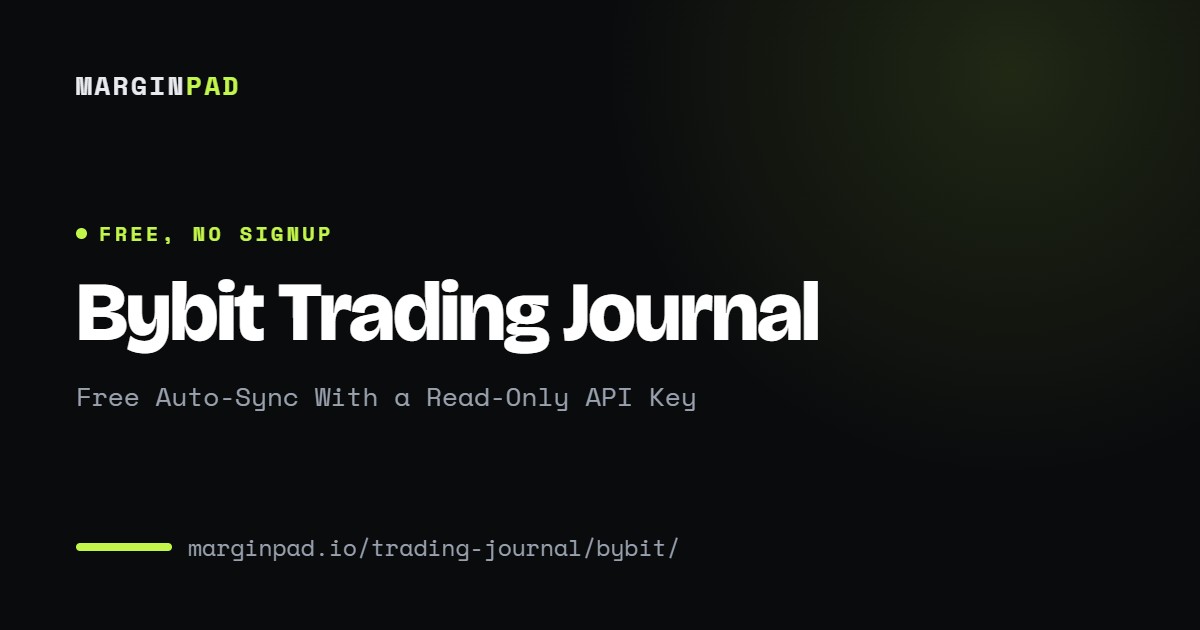 MARGINPAD
FREE, NO SIGNUP
Bybit Trading Journal
Free Auto-Sync With a Read-Only API Key
marginpad.io/trading-journal/bybit/